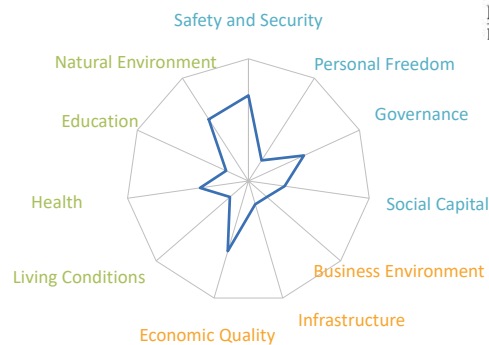 Safety and Security
Natural Environment
Personal Freedom
Education
Governance
Health
Social Capital
Living Conditions
Business Environment
Economic Quality
Infrastructure